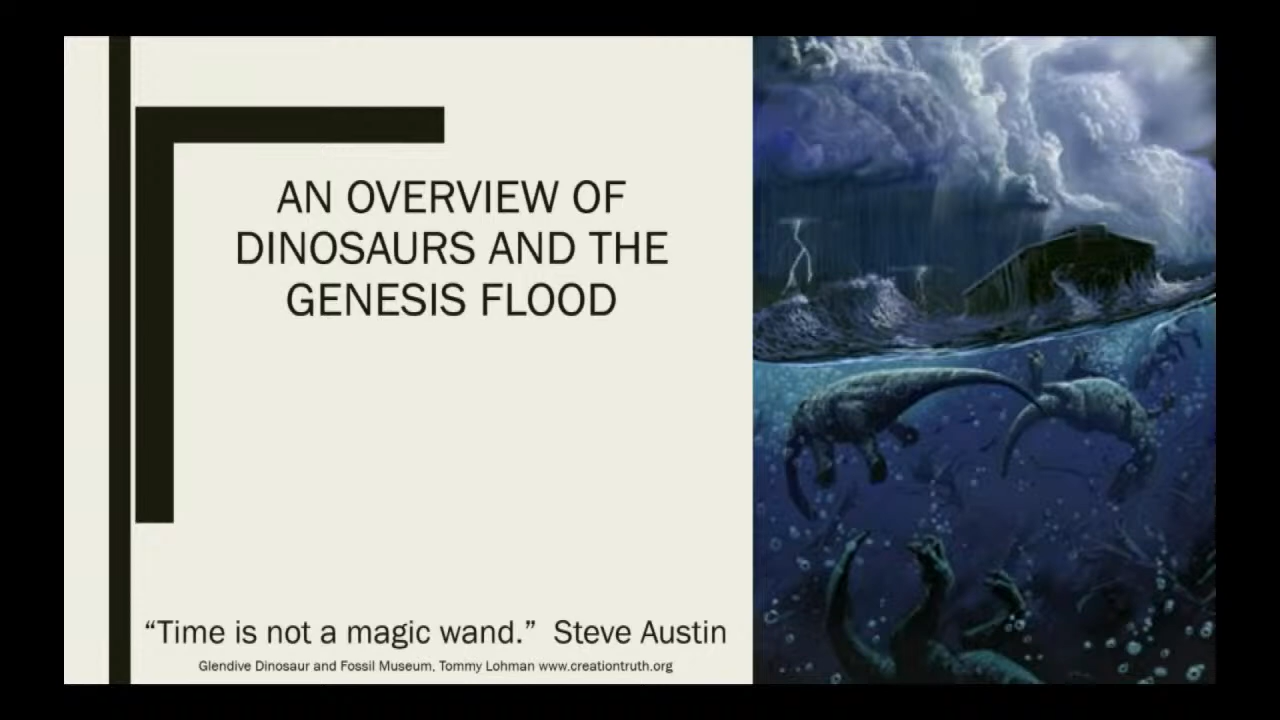 AN OVERVIEW OF
DINOSAURS AND THE
GENESIS FLOOD
“Time is not a magic wand.”  Steve Austin
Glendive Dinosaur and Fossil Museum, Tommy Lohman www.creationtruth.org